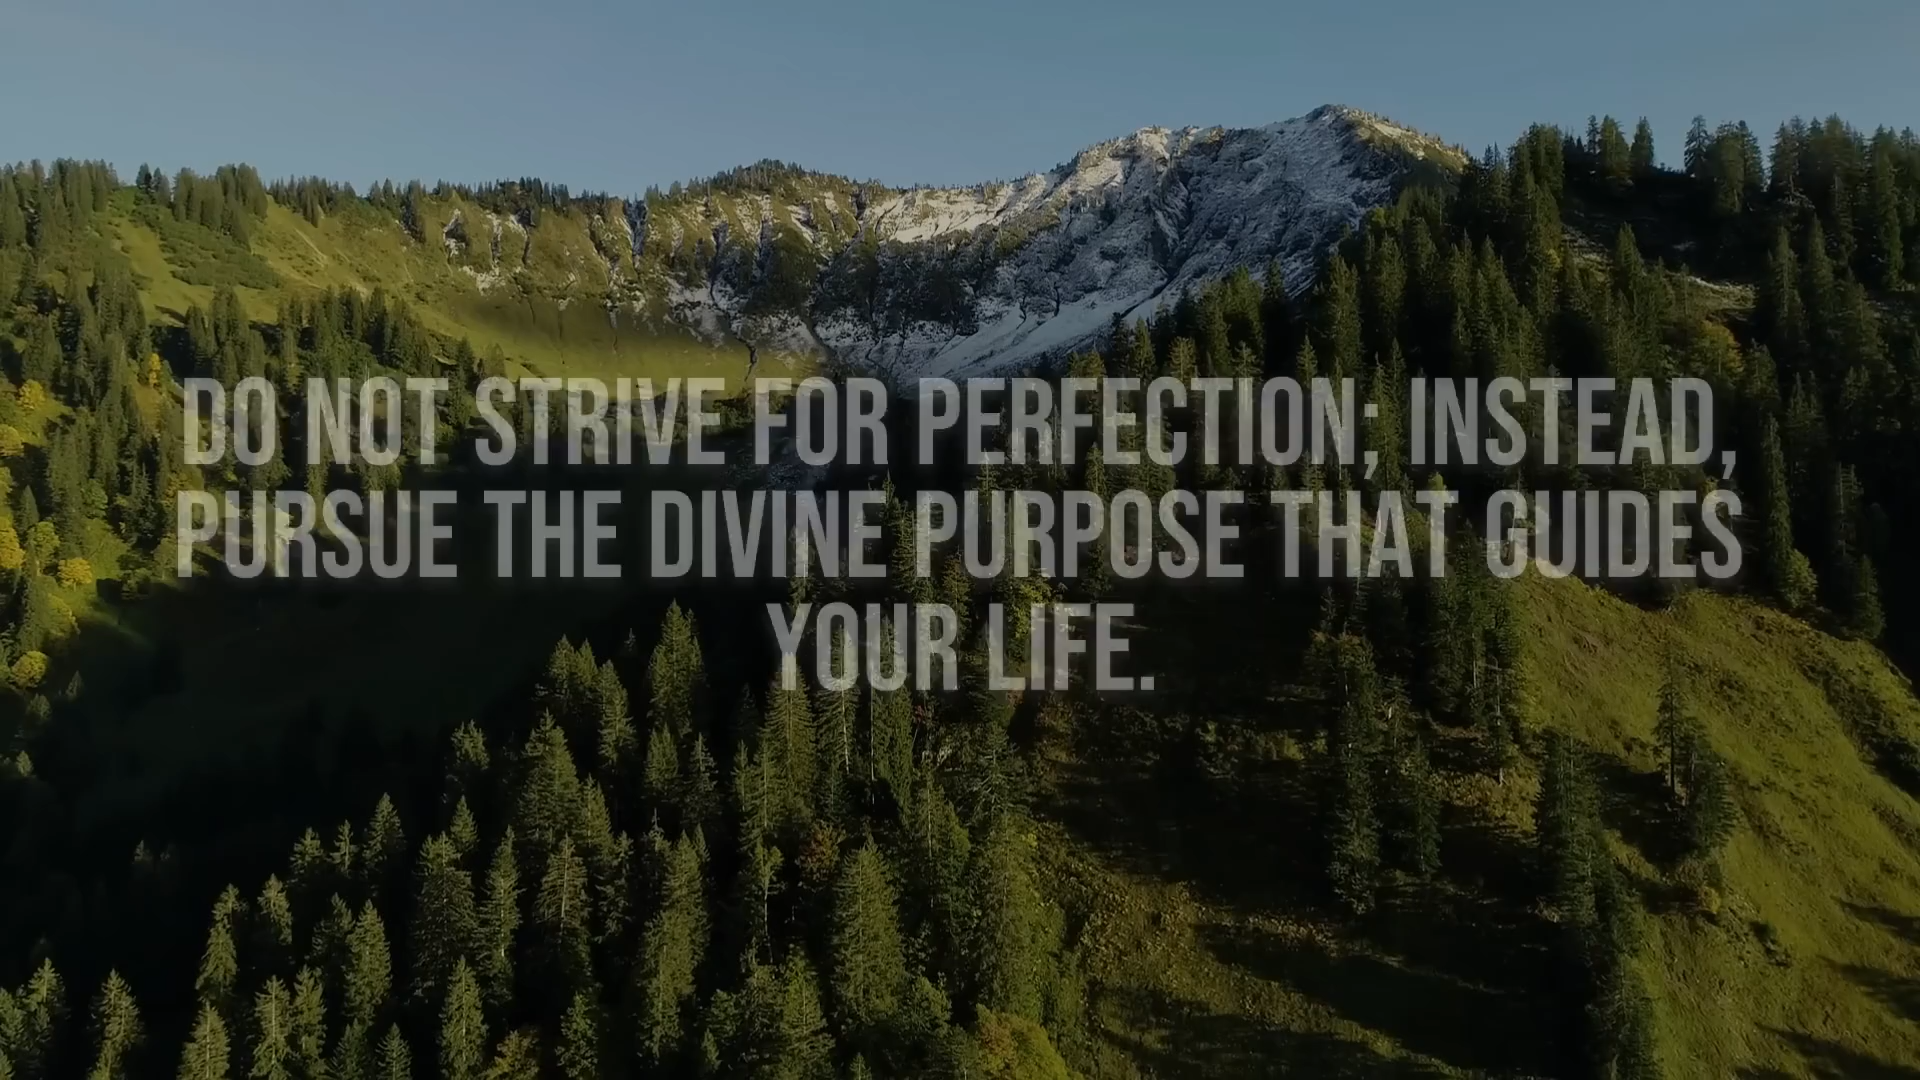 DO NOT STRIVE FOR PERFECTION; INSTEAD,
PURSUE THE DIVINE PURPOSE THAT GUIDES
YOUR LIFE.